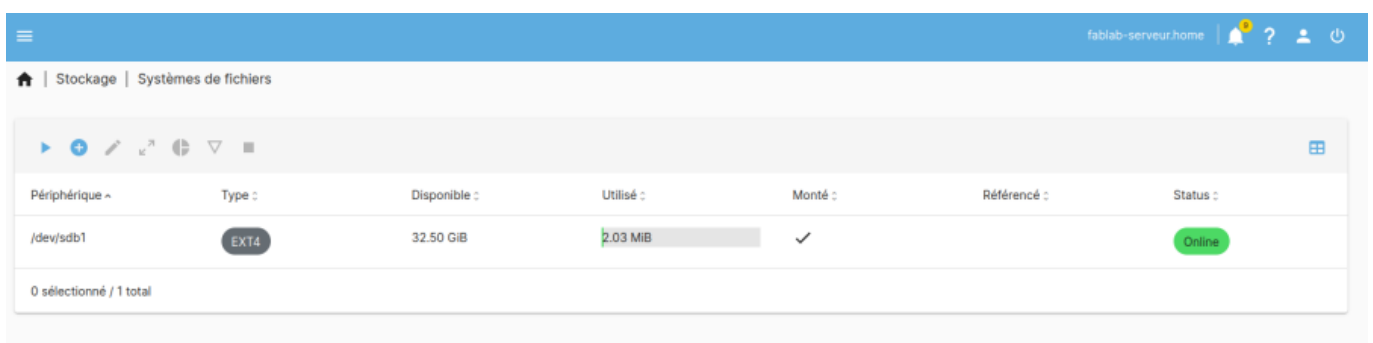 fablab-serveur.home
Stockage | Systèmes de fichiers
Périphérique Type Disponible Utilisé Monté Référencé Status
/dev/sdb1 EXT4 32.50 GiB 2.03 MiB Online
0 sélectionné / 1 total